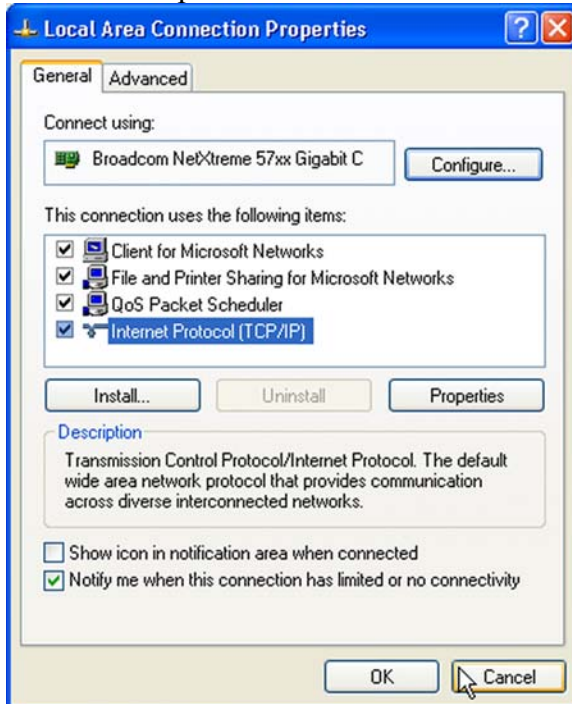 Local Area Connection Properties
General Advanced
Connect using:
Broadcom NetXtreme 57xx Gigabit C Configure...
This connection uses the following items:
Client for Microsoft Networks
File and Printer Sharing for Microsoft Networks
QoS Packet Scheduler
Internet Protocol (TCP/IP)
Install... Uninstall Properties
Description
Transmission Control Protocol/Internet Protocol. The default
wide area network protocol that provides communication
across diverse interconnected networks.
Show icon in notification area when connected
Notify me when this connection has limited or no connectivity
OK Cancel